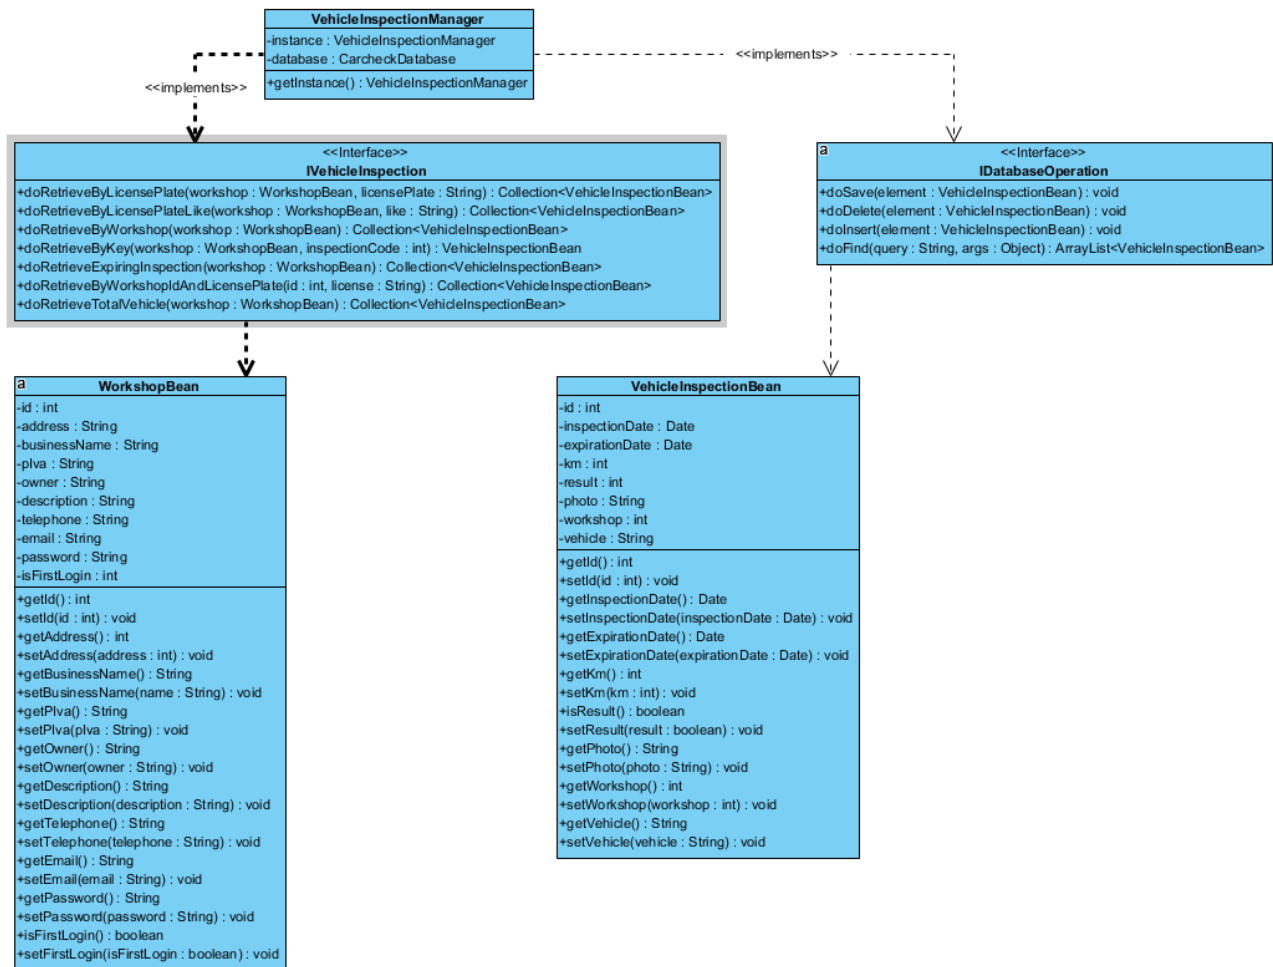 VehicleInspectionManager
-instance : VehicleInspectionManager
-database : CarcheckDatabase
+getInstance() : VehicleInspectionManager
<<implements>>
<<implements>>
<<Interface>>
IVehicleInspection
+doRetrieveByLicensePlate(workshop : WorkshopBean, licensePlate : String) : Collection<VehicleInspectionBean>
+doRetrieveByLicensePlateLike(workshop : WorkshopBean, like : String) : Collection<VehicleInspectionBean>
+doRetrieveByWorkshop(workshop : WorkshopBean) : Collection<VehicleInspectionBean>
+doRetrieveByKey(workshop : WorkshopBean, inspectionCode : int) : VehicleInspectionBean
+doRetrieveExpiringInspection(workshop : WorkshopBean) : Collection<VehicleInspectionBean>
+doRetrieveByWorkshopIdAndLicensePlate(id : int, license : String) : Collection<VehicleInspectionBean>
+doRetrieveTotalVehicle(workshop : WorkshopBean) : Collection<VehicleInspectionBean>
a
<<Interface>>
IDatabaseOperation
+doSave(element : VehicleInspectionBean) : void
+doDelete(element : VehicleInspectionBean) : void
+doInsert(element : VehicleInspectionBean) : void
+doFind(query : String, args : Object) : ArrayList<VehicleInspectionBean>
a
WorkshopBean
-id : int
-address : String
-businessName : String
-pIva : String
-owner : String
-description : String
-telephone : String
-email : String
-password : String
-isFirstLogin : int
+getId() : int
+setId(id : int) : void
+getAddress() : int
+setAddress(address : int) : void
+getBusinessName() : String
+setBusinessName(name : String) : void
+getPIva() : String
+setPIva(pIva : String) : void
+getOwner() : String
+setOwner(owner : String) : void
+getDescription() : String
+setDescription(description : String) : void
+getTelephone() : String
+setTelephone(telephone : String) : void
+getEmail() : String
+setEmail(email : String) : void
+getPassword() : String
+setPassword(password : String) : void
+isFirstLogin() : boolean
+setFirstLogin(isFirstLogin : boolean) : void
VehicleInspectionBean
-id : int
-inspectionDate : Date
-expirationDate : Date
-km : int
-result : int
-photo : String
-workshop : int
-vehicle : String
+getId() : int
+setId(id : int) : void
+getInspectionDate() : Date
+setInspectionDate(inspectionDate : Date) : void
+getExpirationDate() : Date
+setExpirationDate(expirationDate : Date) : void
+getKm() : int
+setKm(km : int) : void
+isResult() : boolean
+setResult(result : boolean) : void
+getPhoto() : String
+setPhoto(photo : String) : void
+getWorkshop() : int
+setWorkshop(workshop : int) : void
+getVehicle() : String
+setVehicle(vehicle : String) : void